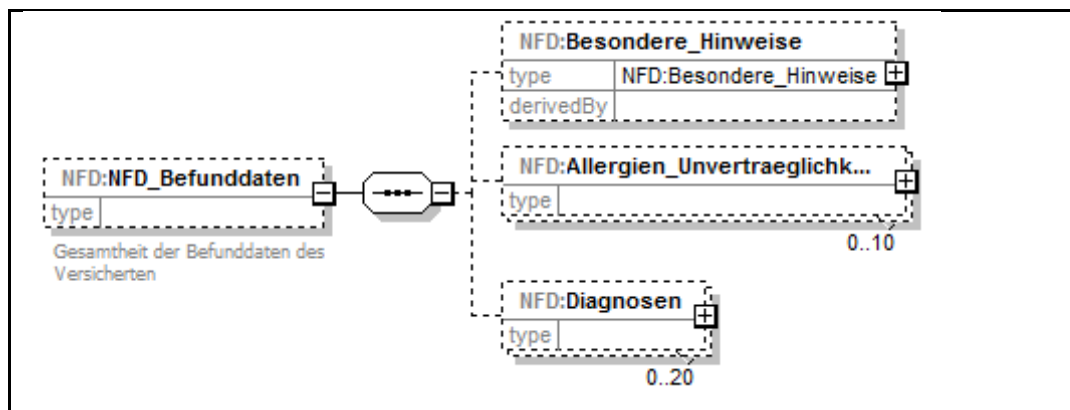 NFD:Besondere_Hinweise
type NFD:Besondere_Hinweise
derivedBy
NFD:Allergien_Unvertraeglichk...
type
0..10
NFD:NFD_Befunddaten
type
Gesamtheit der Befunddaten des
Versicherten
NFD:Diagnosen
type
0..20